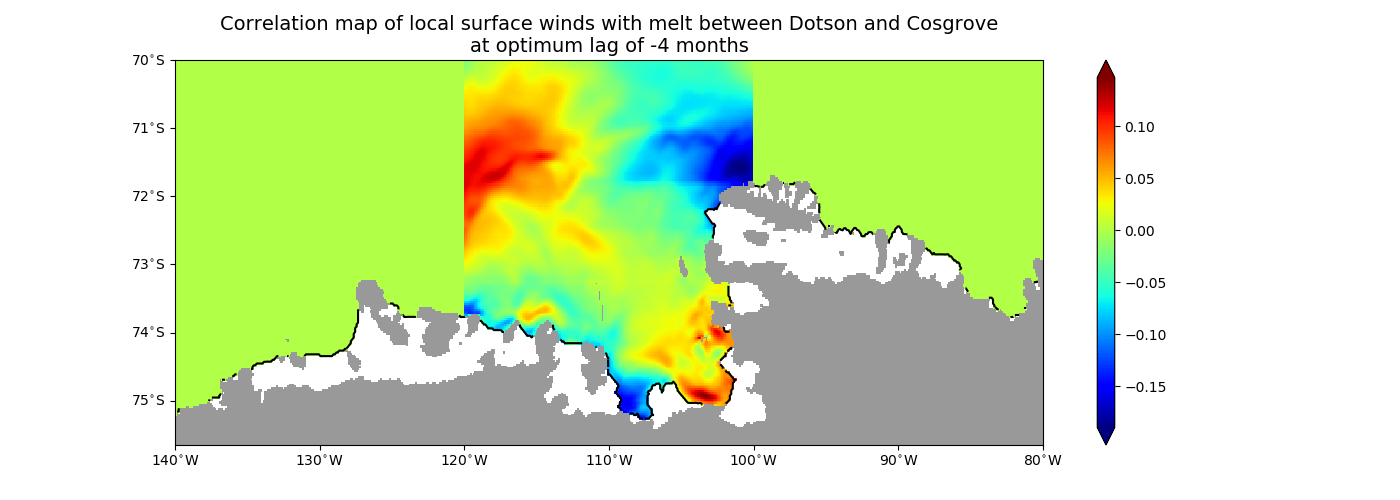 Correlation map of local surface winds with melt between Dotson and Cosgrove
at optimum lag of -4 months
70°S
71°S
72°S
73°S
74°S
75°S
140°W 130°W 120°W 110°W 100°W 90°W 80°W
0.10
0.05
0.00
−0.05
−0.10
−0.15